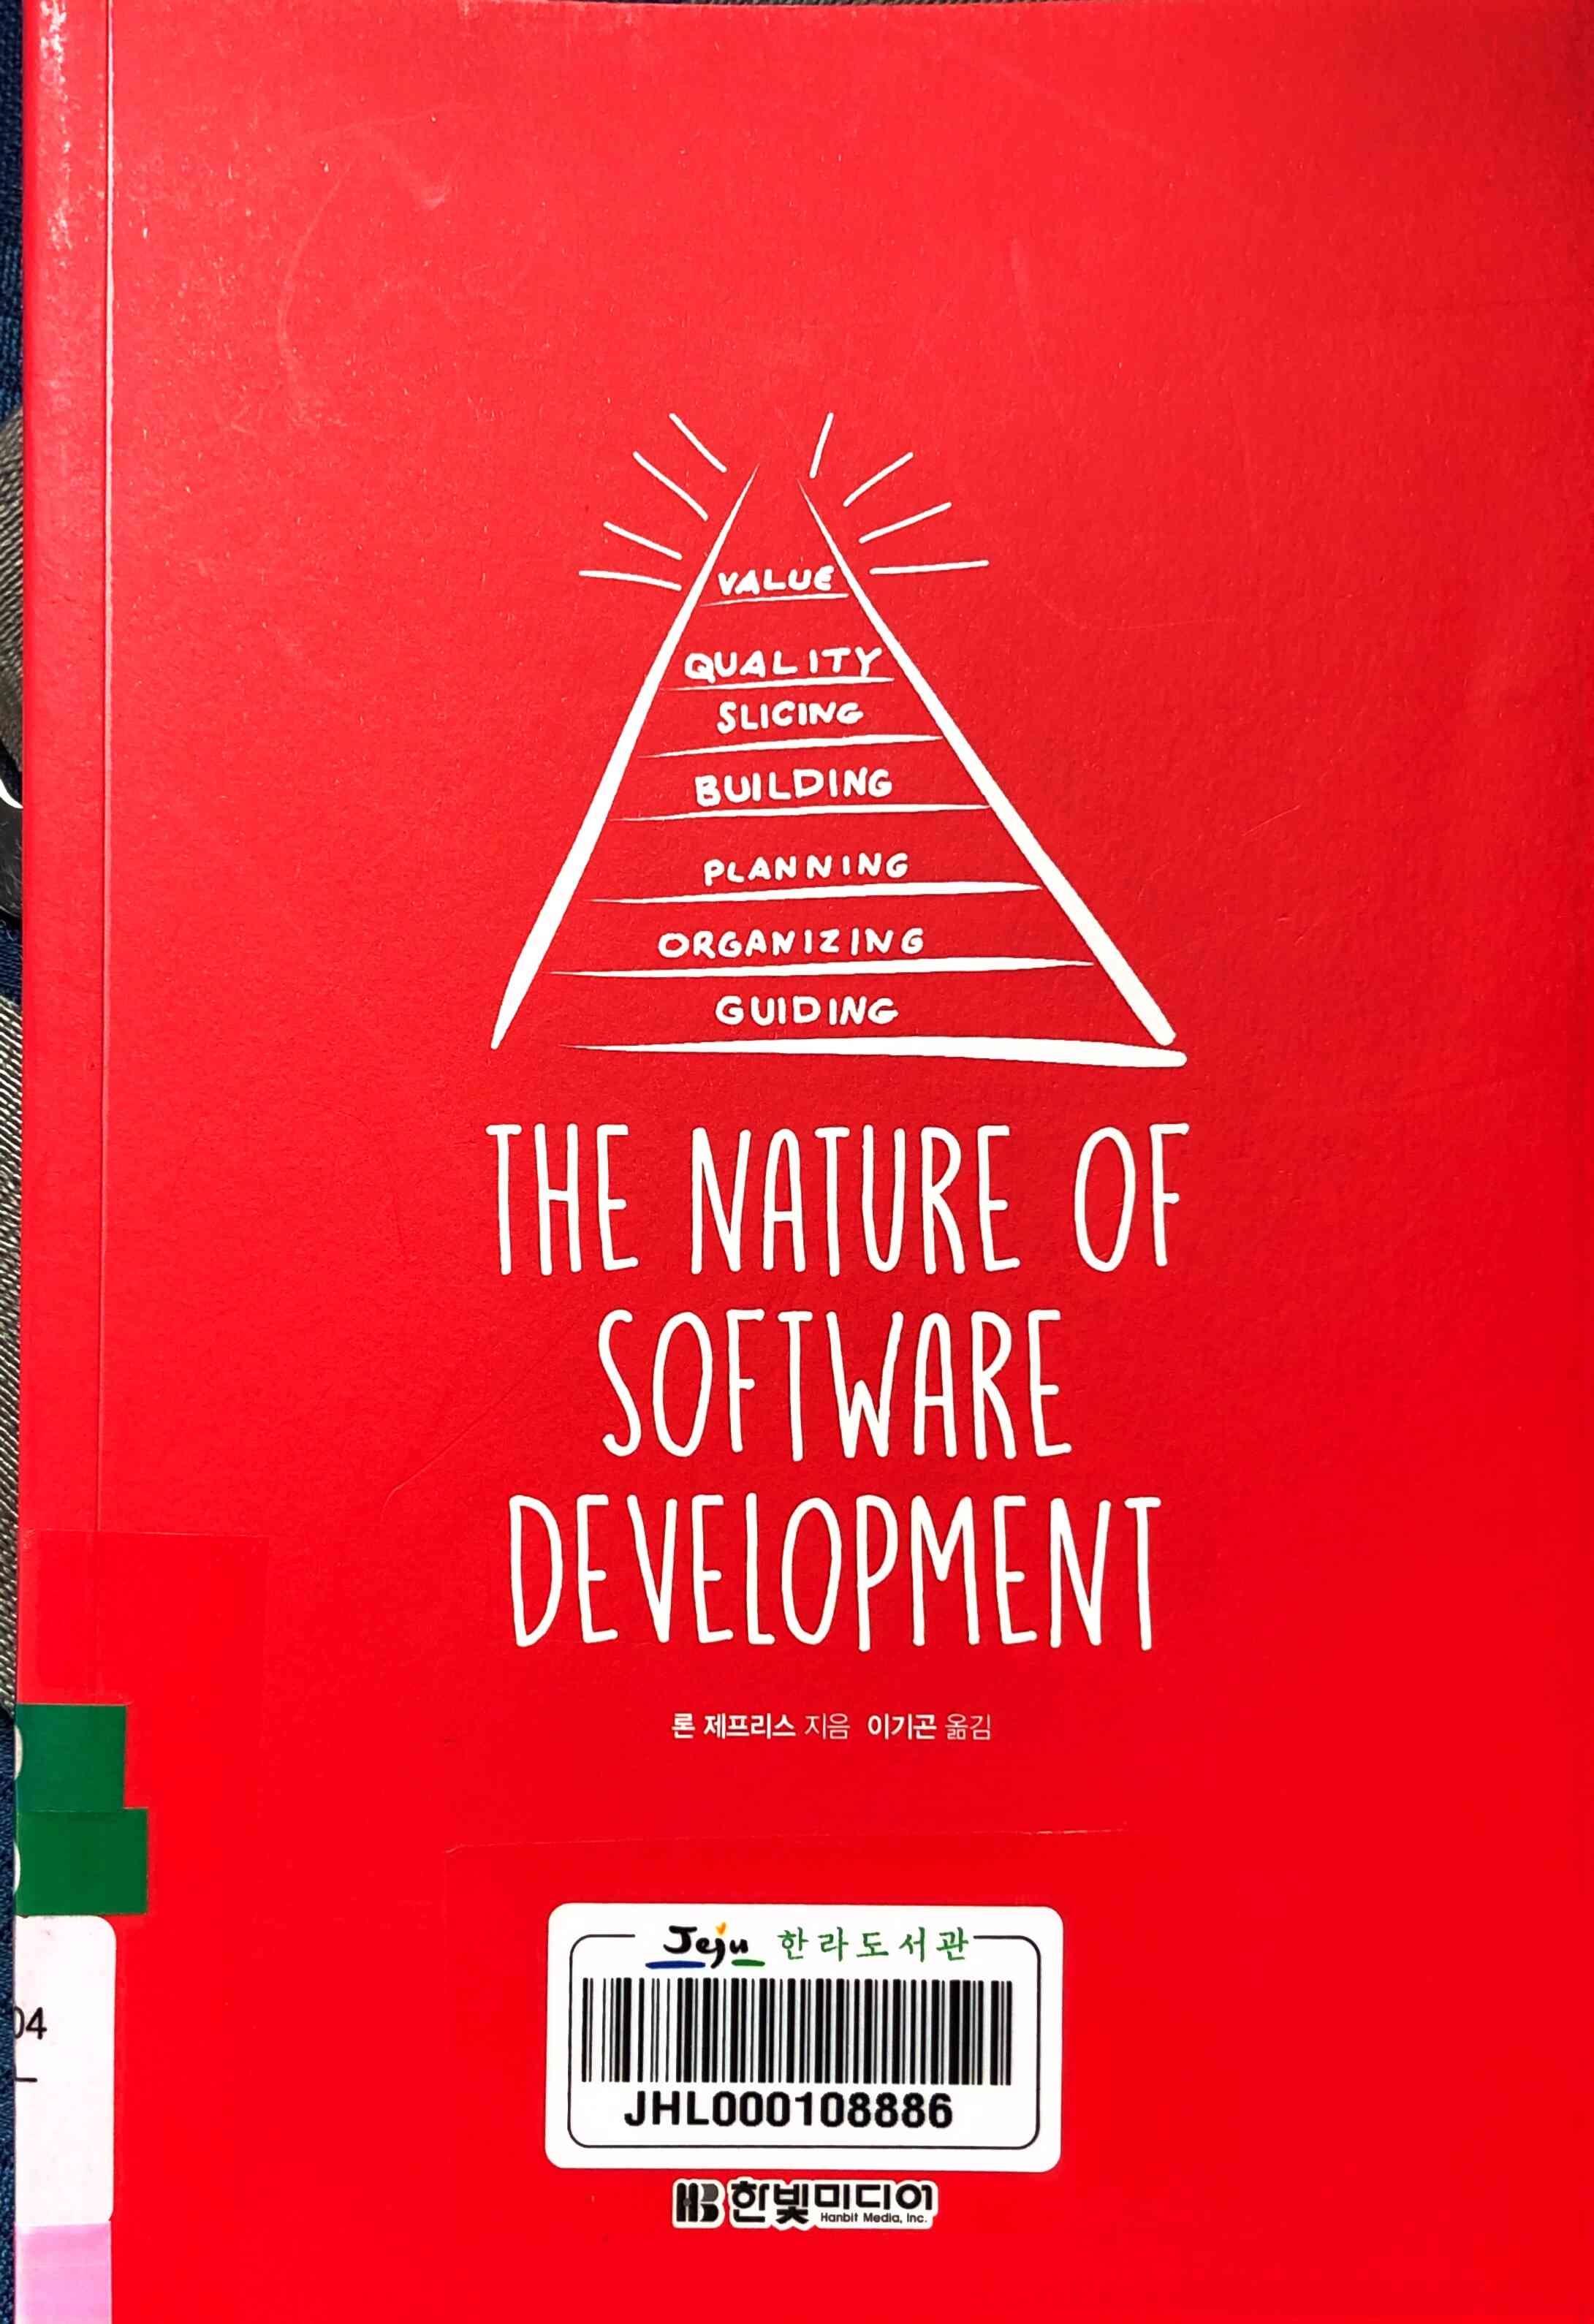 VALUE
QUALITY
SLICING
BUILDING
PLANNING
ORGANIZING
GUIDING
THE NATURE OF
SOFTWARE
DEVELOPMENT
론 제프리스 지음 이기곤 옮김
Jeju 한라도서관
JHL000108886
HB 한빛미디어
Hanbit Media, Inc.
04